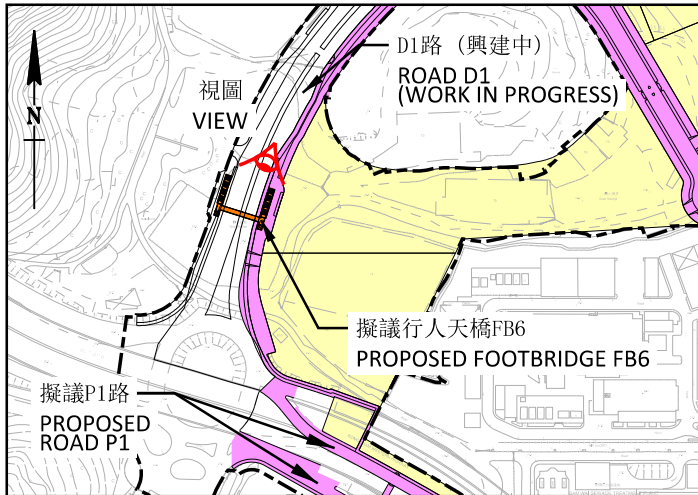 D1路 (興建中)
ROAD D1
(WORK IN PROGRESS)
視圖
VIEW
N
擬議行人天橋FB6
PROPOSED FOOTBRIDGE FB6
擬議P1路
PROPOSED
ROAD P1